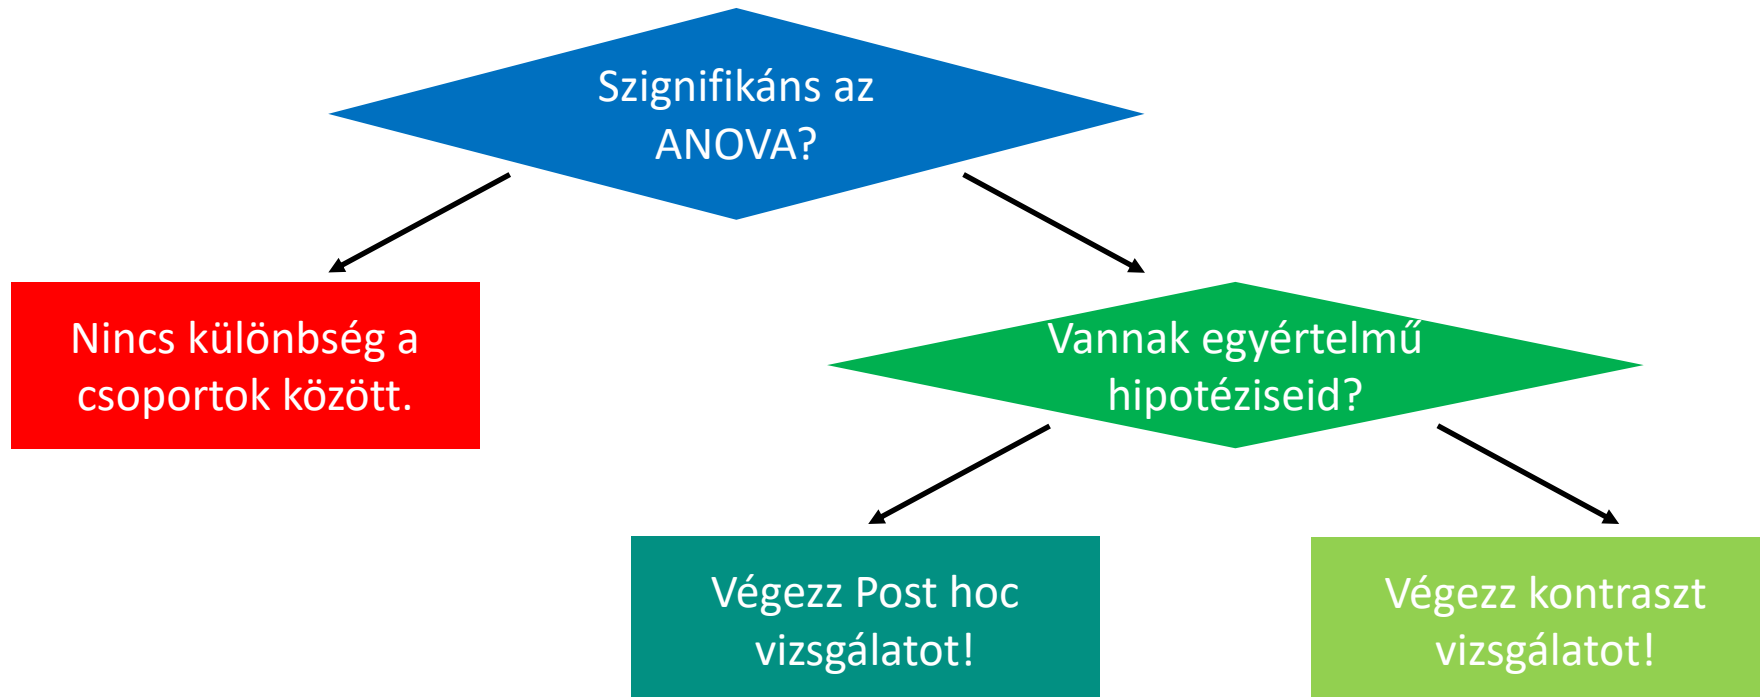 Szignifikáns az
ANOVA?
Nincs különbség a
csoportok között.
Vannak egyértelmű
hipotéziseid?
Végezz Post hoc
vizsgálatot!
Végezz kontraszt
vizsgálatot!